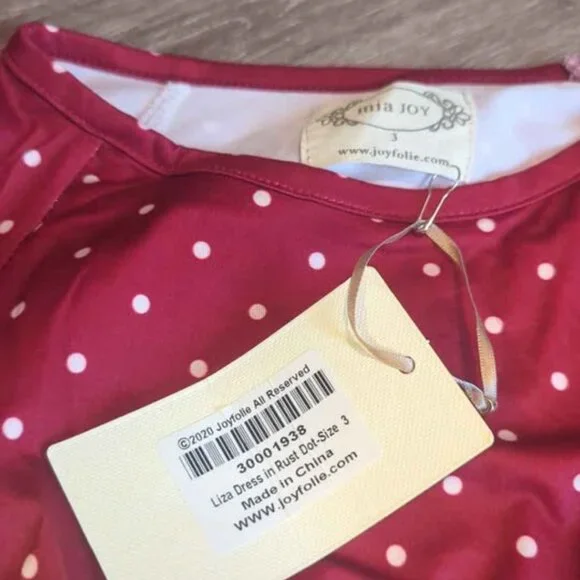 mia JOY
3
www.joyfolie.com
©2020 Joyfolie All Reserved
30001938
Liza Dress in Rust Dot-Size 3
Made in China
www.joyfolie.com